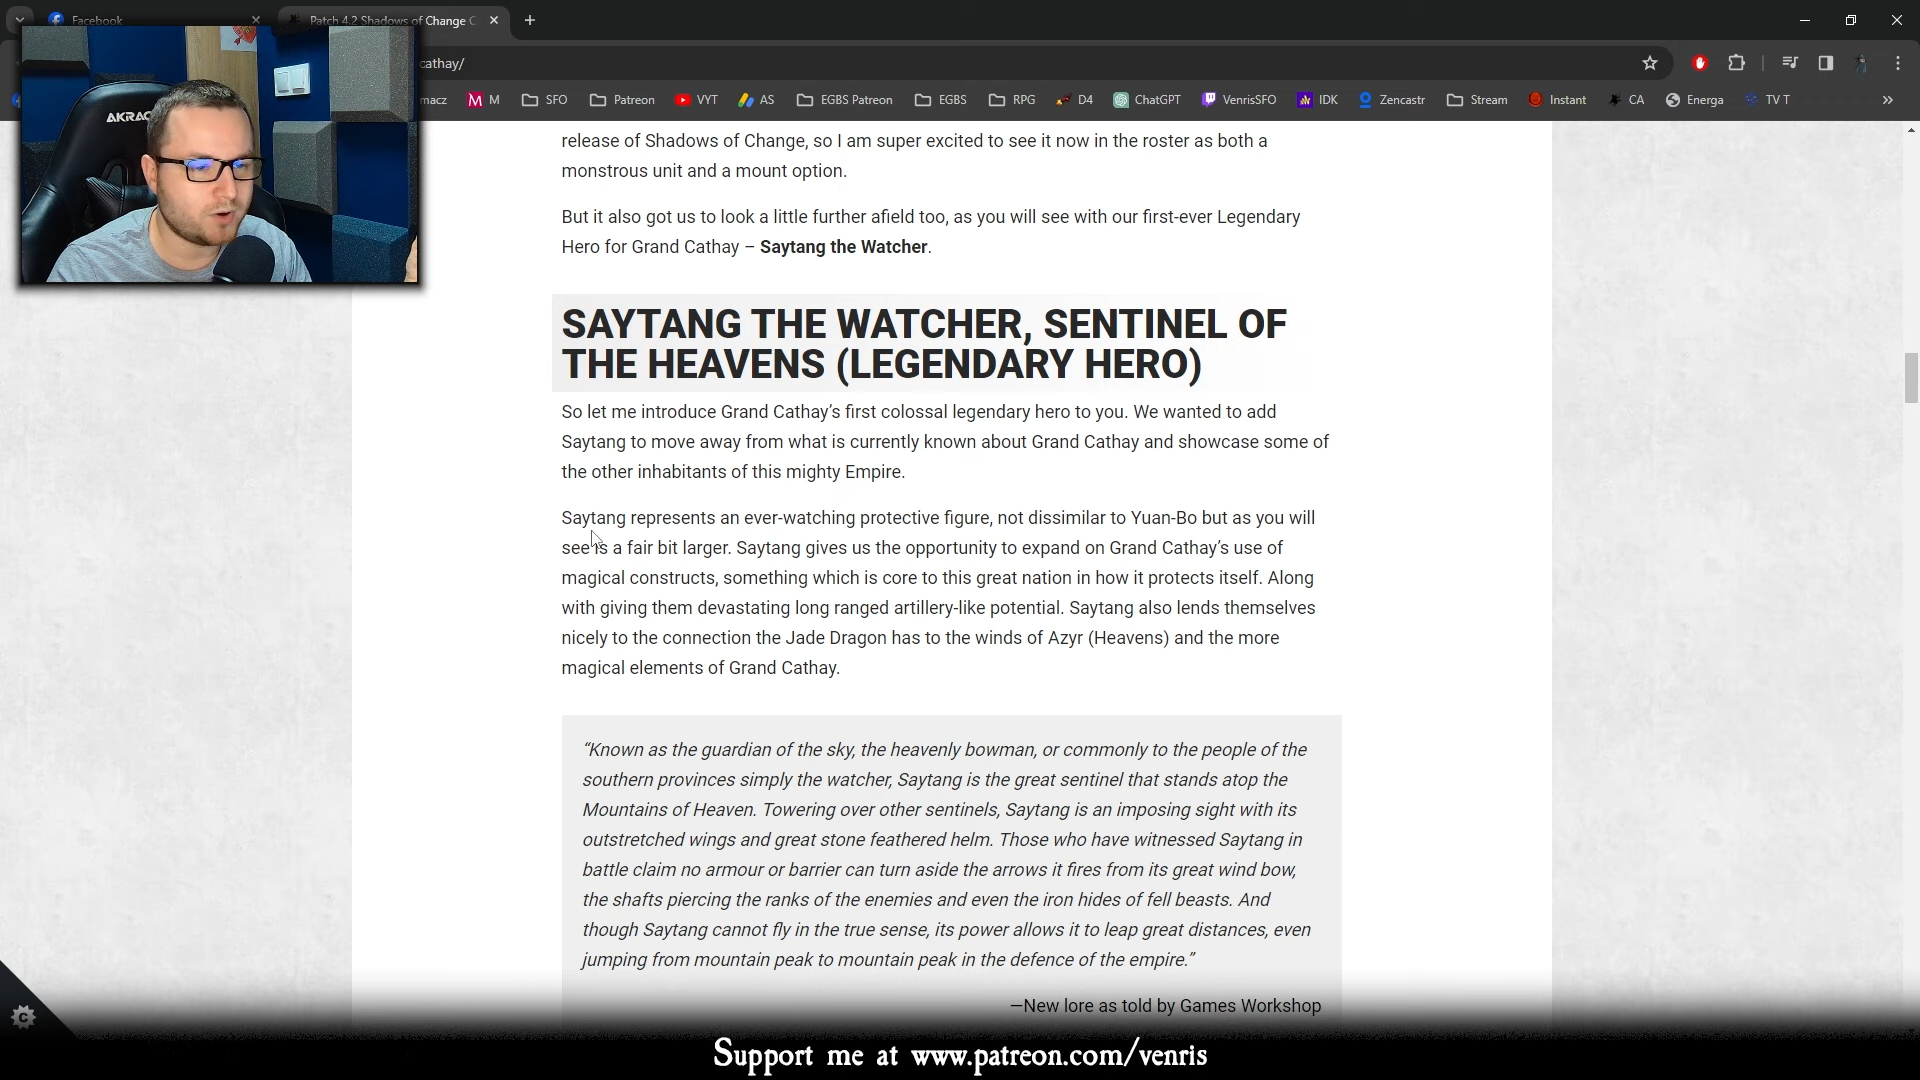 Facebook
Patch 4.2 Shadows of Change C
cathay/
macz M M SFO Patreon VYT AS EGBS Patreon EGBS RPG D4 ChatGPT VenrisSFO IDK Zencastr Stream Instant CA Energa TV T
AKRAC
release of Shadows of Change, so I am super excited to see it now in the roster as both a
monstrous unit and a mount option.
But it also got us to look a little further afield too, as you will see with our first-ever Legendary
Hero for Grand Cathay – Saytang the Watcher.
SAYTANG THE WATCHER, SENTINEL OF
THE HEAVENS (LEGENDARY HERO)
So let me introduce Grand Cathay’s first colossal legendary hero to you. We wanted to add
Saytang to move away from what is currently known about Grand Cathay and showcase some of
the other inhabitants of this mighty Empire.
Saytang represents an ever-watching protective figure, not dissimilar to Yuan-Bo but as you will
see is a fair bit larger. Saytang gives us the opportunity to expand on Grand Cathay’s use of
magical constructs, something which is core to this great nation in how it protects itself. Along
with giving them devastating long ranged artillery-like potential. Saytang also lends themselves
nicely to the connection the Jade Dragon has to the winds of Azyr (Heavens) and the more
magical elements of Grand Cathay.
“Known as the guardian of the sky, the heavenly bowman, or commonly to the people of the
southern provinces simply the watcher, Saytang is the great sentinel that stands atop the
Mountains of Heaven. Towering over other sentinels, Saytang is an imposing sight with its
outstretched wings and great stone feathered helm. Those who have witnessed Saytang in
battle claim no armour or barrier can turn aside the arrows it fires from its great wind bow,
the shafts piercing the ranks of the enemies and even the iron hides of fell beasts. And
though Saytang cannot fly in the true sense, its power allows it to leap great distances, even
jumping from mountain peak to mountain peak in the defence of the empire.”
—New lore as told by Games Workshop
Support me at www.patreon.com/venris